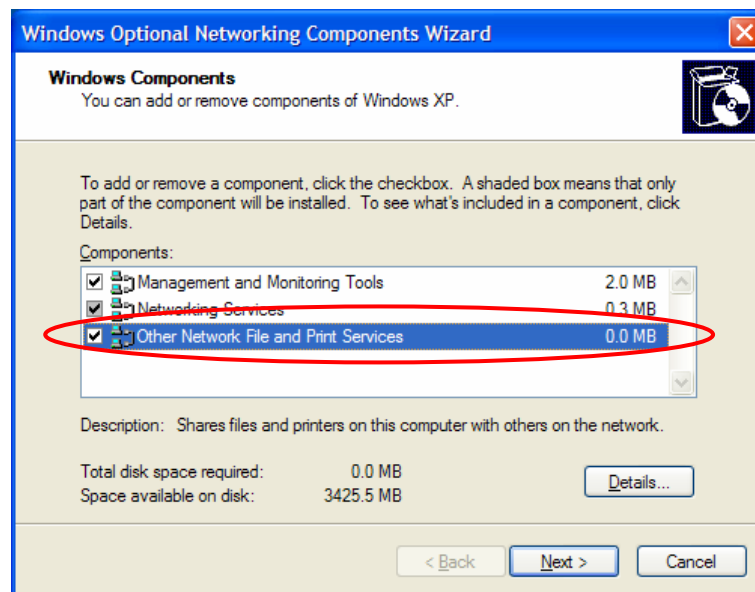 Windows Optional Networking Components Wizard
Windows Components
You can add or remove components of Windows XP.
To add or remove a component, click the checkbox. A shaded box means that only
part of the component will be installed. To see what's included in a component, click
Details.
Components:
Management and Monitoring Tools 2.0 MB
Networking Services 0.3 MB
Other Network File and Print Services 0.0 MB
Description: Shares files and printers on this computer with others on the network.
Total disk space required: 0.0 MB
Space available on disk: 3425.5 MB
Details...
< Back Next > Cancel